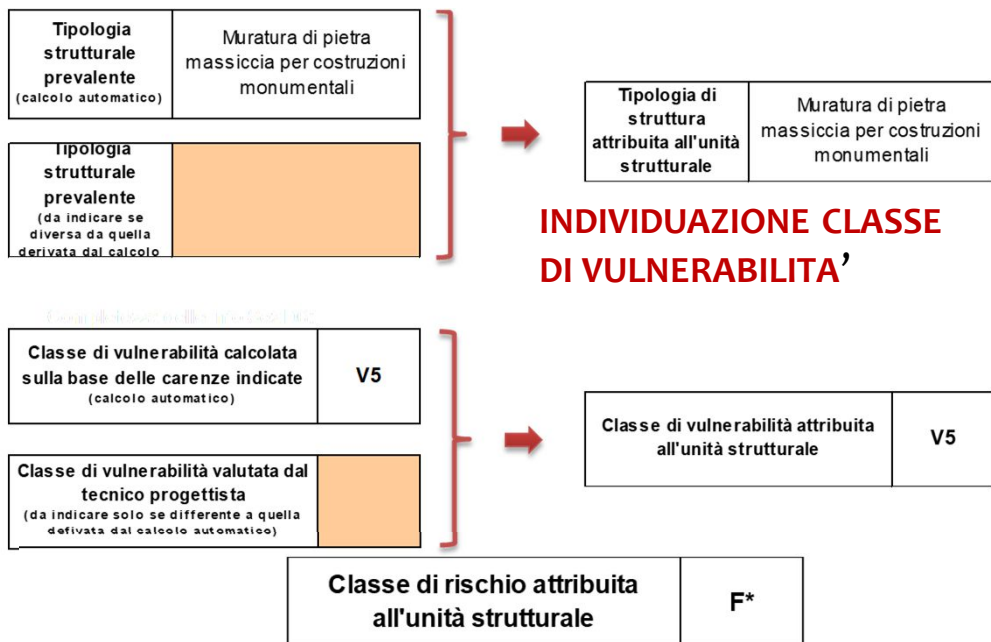 Tipologia
strutturale
prevalente
(calcolo automatico)
Muratura di pietra
massiccia per costruzioni
monumentali
Tipologia
strutturale
prevalente
(da indicare se
diversa da quella
derivata dal calcolo
Tipologia di
struttura
attribuita all'unità
strutturale
Muratura di pietra
massiccia per costruzioni
monumentali
INDIVIDUAZIONE CLASSE
DI VULNERABILITA’
Classe di vulnerabilità calcolata
sulla base delle carenze indicate
(calcolo automatico)
V5
Classe di vulnerabilità valutata dal
tecnico progettista
(da indicare solo se differente a quella
defivata dal calcolo automatico)
Classe di vulnerabilità attribuita
all'unità strutturale
V5
Classe di rischio attribuita
all'unità strutturale
F*